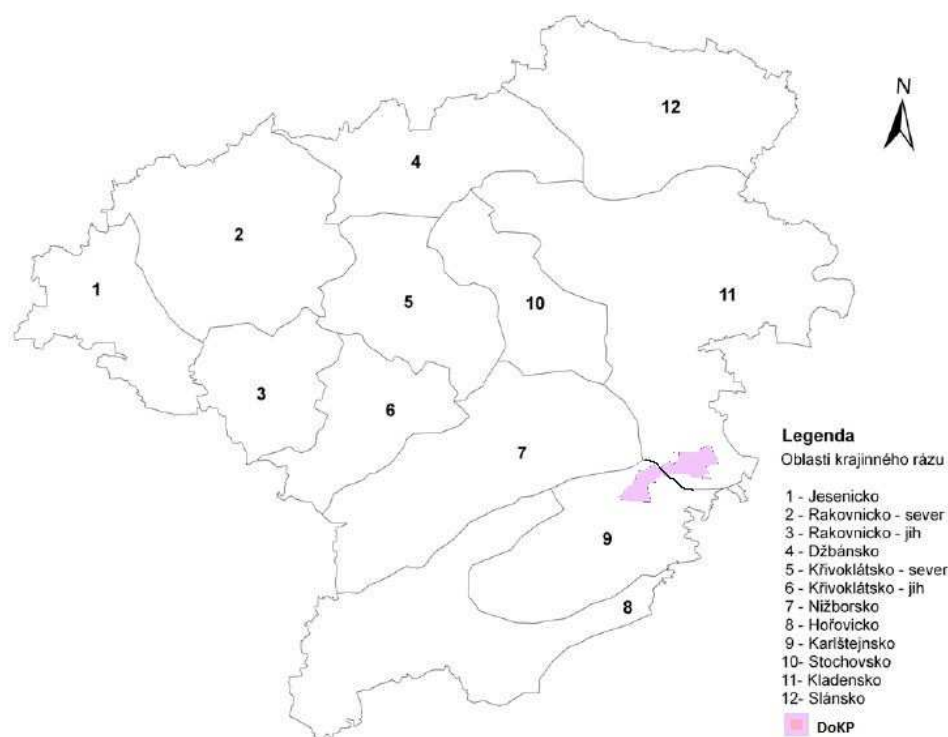 12
N
4
2
1
5
10
11
3
6
7
9
8
Legenda
Oblasti krajinného rázu
1 - Jesenicko
2 - Rakovnicko - sever
3 - Rakovnicko - jih
4 - Džbánsko
5 - Křivoklátsko - sever
6 - Křivoklátsko - jih
7 - Nižborsko
8 - Hořovicko
9 - Karlštejnsko
10- Stochovsko
11- Kladensko
12- Slánsko
DoKP